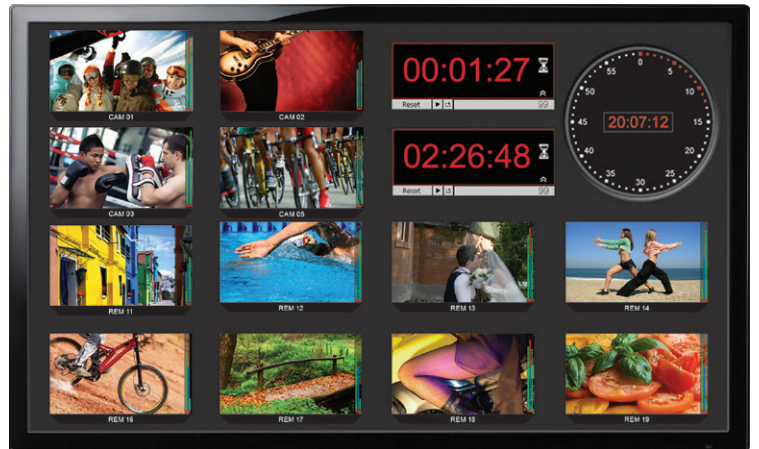 CAM 01
CAM 02
00:01:27
Reset
99
CAM 03
CAM 05
02:26:48
Reset
99
0
5
10
15
20
25
30
35
40
45
50
55
20:07:12
REM 11
REM 12
REM 13
REM 14
REM 16
REM 17
REM 18
REM 19